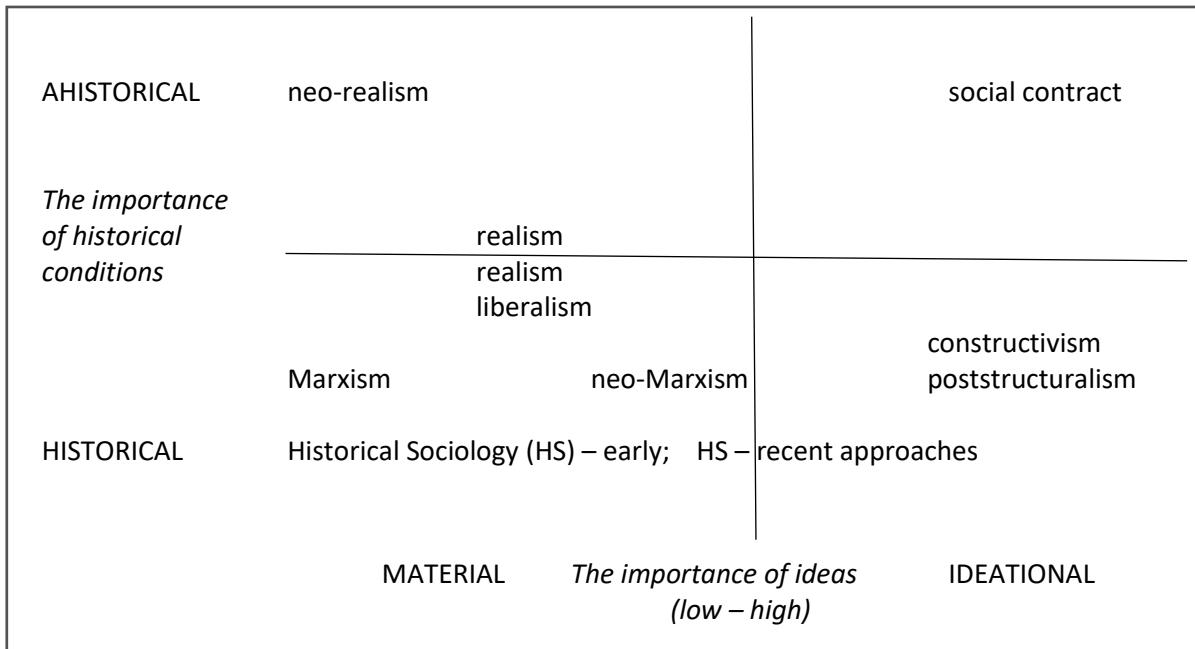 AHISTORICAL neo-realism social contract
The importance
of historical
conditions
realism
realism
liberalism
constructivism
Marxism neo-Marxism poststructuralism
HISTORICAL Historical Sociology (HS) – early; HS – recent approaches
MATERIAL The importance of ideas IDEATIONAL
(low – high)